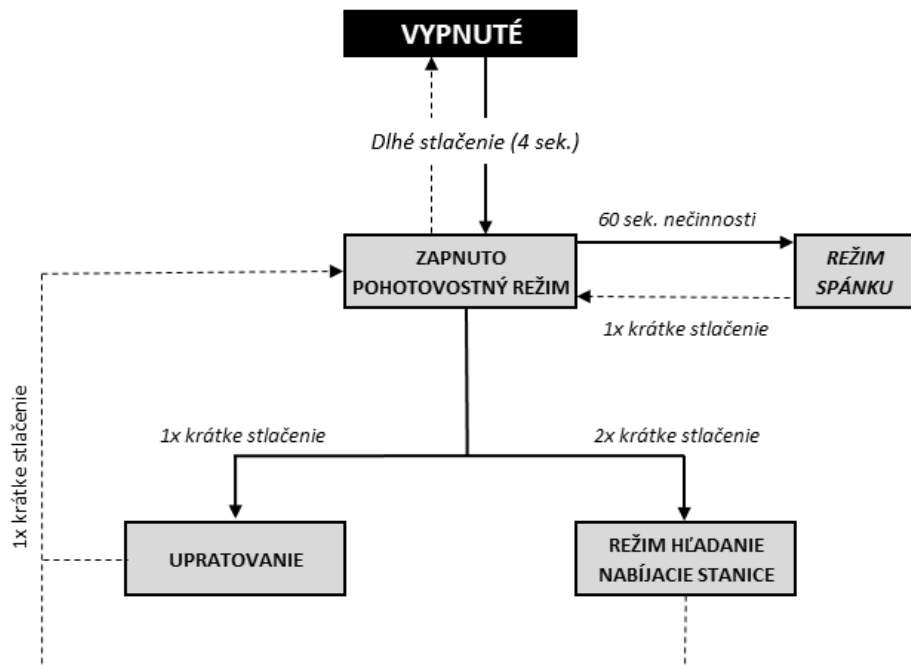 VYPNUTÉ
Dlhé stlačenie (4 sek.)
60 sek. nečinnosti
ZAPNUTO
POHOTOVOSTNÝ REŽIM
REŽIM
SPÁNKU
1x krátke stlačenie
1x krátke stlačenie
1x krátke stlačenie
2x krátke stlačenie
UPRATOVANIE
REŽIM HĽADANIE
NABÍJACIE STANICE